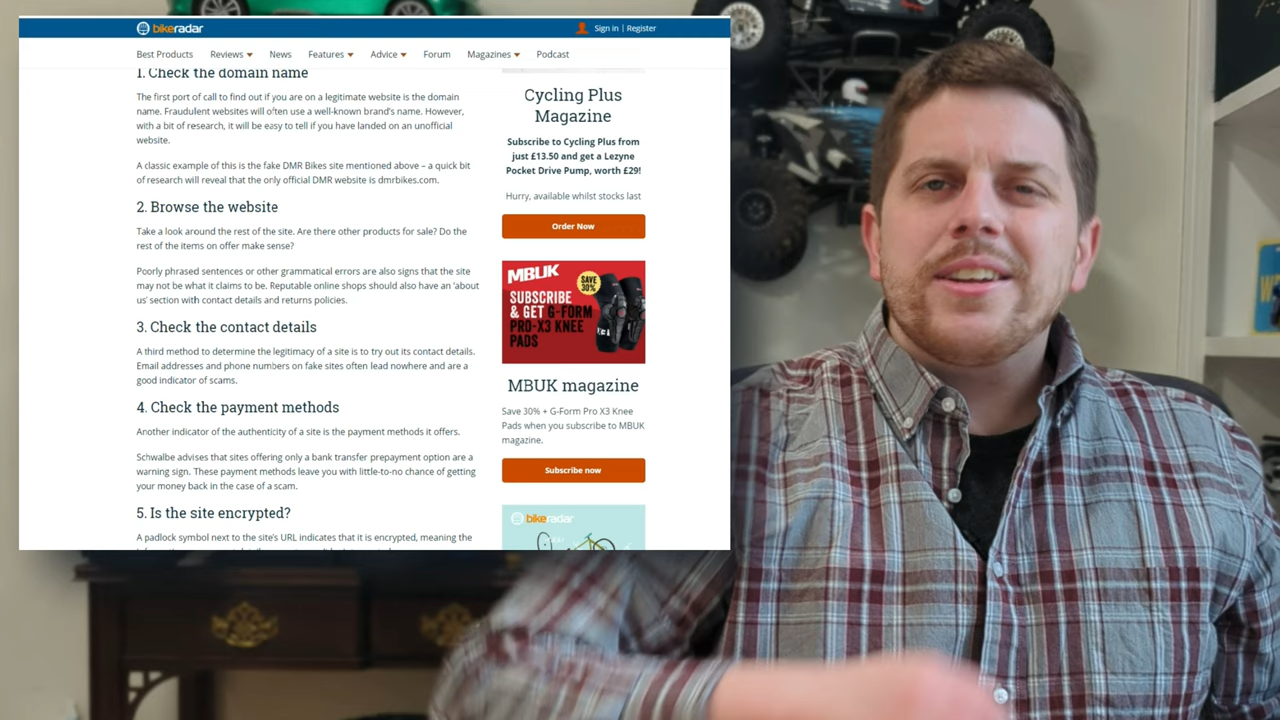 bikeradar
Sign in | Register
Best Products Reviews News Features Advice Forum Magazines Podcast
1. Check the domain name
The first port of call to find out if you are on a legitimate website is the domain
name. Fraudulent websites will often use a well-known brand's name. However,
with a bit of research, it will be easy to tell if you have landed on an unofficial
website.
A classic example of this is the fake DMR Bikes site mentioned above – a quick bit
of research will reveal that the only official DMR website is dmrbikes.com.
2. Browse the website
Take a look around the rest of the site. Are there other products for sale? Do the
rest of the items on offer make sense?
Poorly phrased sentences or other grammatical errors are also signs that the site
may not be what it claims to be. Reputable online shops should also have an 'about
us' section with contact details and returns policies.
3. Check the contact details
A third method to determine the legitimacy of a site is to try out its contact details.
Email addresses and phone numbers on fake sites often lead nowhere and are a
good indicator of scams.
4. Check the payment methods
Another indicator of the authenticity of a site is the payment methods it offers.
Schwalbe advises that sites offering only a bank transfer prepayment option are a
warning sign. These payment methods leave you with little-to-no chance of getting
your money back in the case of a scam.
5. Is the site encrypted?
A padlock symbol next to the site's URL indicates that it is encrypted, meaning the
Cycling Plus
Magazine
Subscribe to Cycling Plus from
just £13.50 and get a Lezyne
Pocket Drive Pump, worth £29!
Hurry, available whilst stocks last
Order Now
MBUK
SAVE
30%
SUBSCRIBE
& GET G-FORM
PRO-X3 KNEE
PADS
MBUK magazine
Save 30% + G-Form Pro X3 Knee
Pads when you subscribe to MBUK
magazine.
Subscribe now
bikeradar